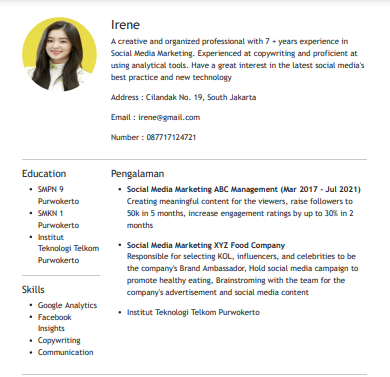 Irene
A creative and organized professional with 7 + years experience in
Social Media Marketing. Experienced at copywriting and proficient at
using analytical tools. Have a great interest in the latest social media's
best practice and new technology
Address : Cilandak No. 19, South Jakarta
Email : irene@gmail.com
Number : 087717124721
Education
• SMPN 9
Purwokerto
• SMKN 1
Purwokerto
• Institut
Teknologi Telkom
Purwokerto
Skills
• Google Analytics
• Facebook
Insights
• Copywriting
• Communication
Pengalaman
• Social Media Marketing ABC Management (Mar 2017 - Jul 2021)
Creating meaningful content for the viewers, raise followers to
50k in 5 months, increase engagement ratings by up to 30% in 2
months
• Social Media Marketing XYZ Food Company
Responsible for selecting KOL, influencers, and celebrities to be
the company's Brand Ambassador, Hold social media campaign to
promote healthy eating, Brainstroming with the team for the
company's advertisement and social media content
• Institut Teknologi Telkom Purwokerto